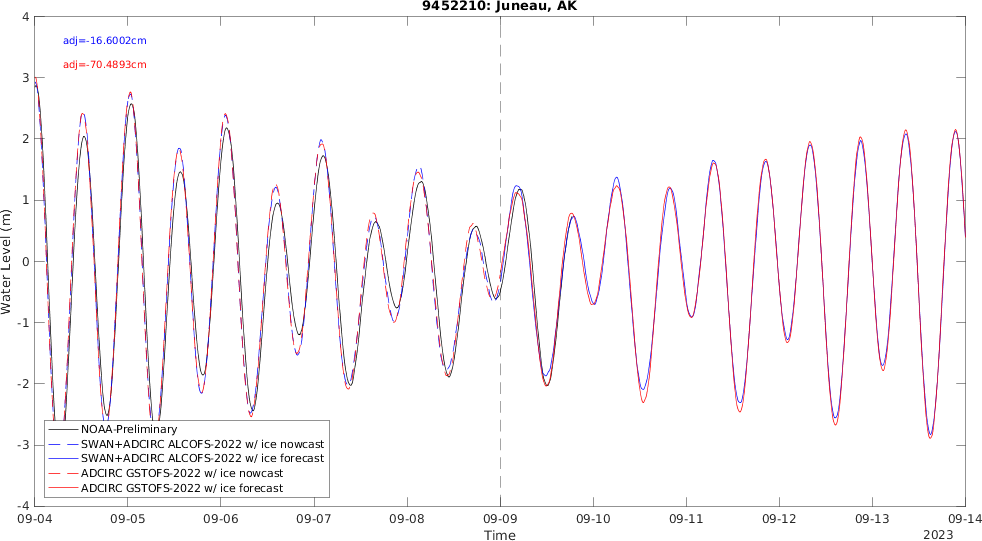 9452210: Juneau, AK
adj=-16.6002cm
adj=-70.4893cm
Water Level (m)
4
3
2
1
0
-1
-2
-3
-4
NOAA-Preliminary
SWAN+ADCIRC ALCOFS-2022 w/ ice nowcast
SWAN+ADCIRC ALCOFS-2022 w/ ice forecast
ADCIRC GSTOFS-2022 w/ ice nowcast
ADCIRC GSTOFS-2022 w/ ice forecast
09-04 09-05 09-06 09-07 09-08 09-09 09-10 09-11 09-12 09-13 09-14
Time
2023